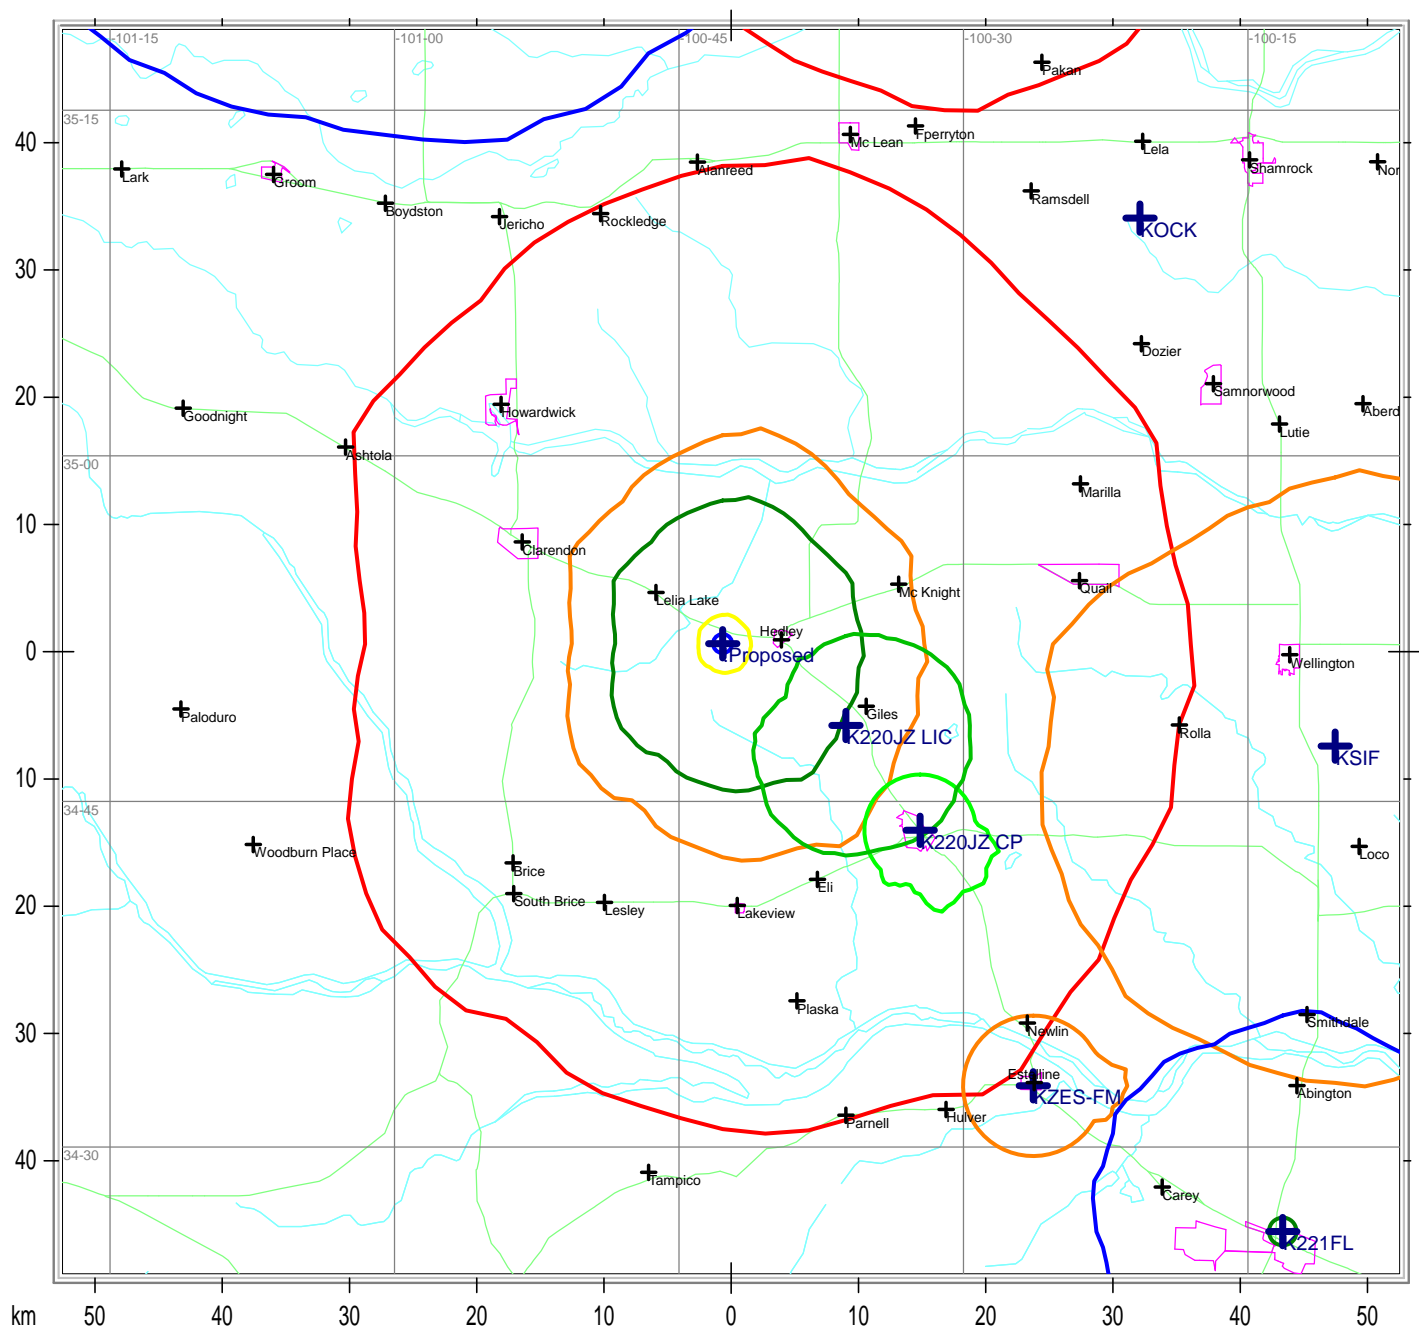 -101-15
-101-00
-100-45
-100-30
-100-15
Pakan
35-15
40
Mc Lean
Fperryton
Lela
Shamrock
Nor
Lark
Groom
Alanreed
Boydston
Jericho
Rockledge
Ramsdell
KOCK
30
Dozier
20
Goodnight
Howardwick
Samnorwood
Aberd
Lutie
Ashtola
35-00
Marilla
10
Clarendon
Lelia Lake
Mc Knight
Quail
0
Hedley
!Proposed
Wellington
Paloduro
Giles
K220JZ LIC
Rolla
KSIF
10
34-45
Woodburn Place
K220JZ CP
Loco
Brice
Eli
20
South Brice
Lesley
Lakeview
Plaska
30
Newlin
Smithdale
Estelline
KZES-FM
Abington
Parnell
Hulver
34-30
40
Tampico
Carey
K221FL
km 50 40 30 20 10 0 10 20 30 40 50